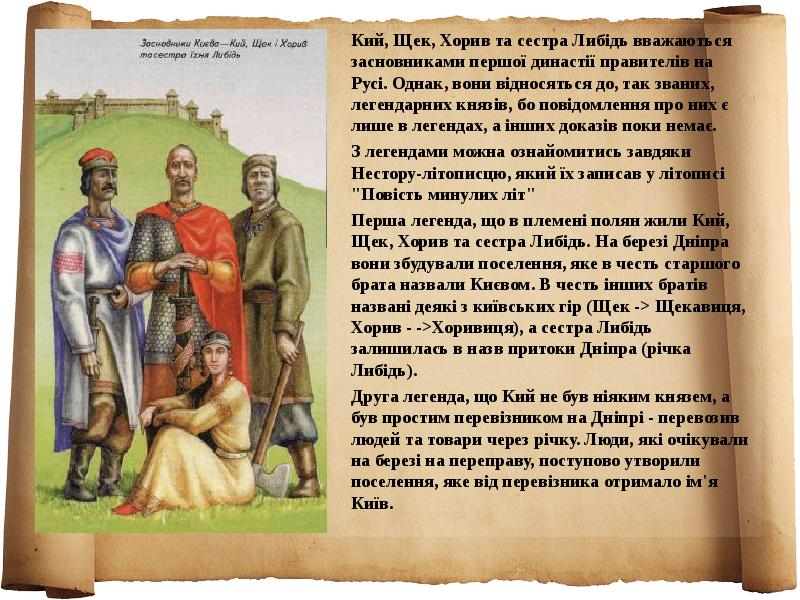 Засновники Києва—Кий, Щек і Хорив
та сестра їхня Либідь
Кий, Щек, Хорив та сестра Либідь вважаються
засновниками першої династії правителів на
Русі. Однак, вони відносяться до, так званих,
легендарних князів, бо повідомлення про них є
лише в легендах, а інших доказів поки немає.
З легендами можна ознайомитись завдяки
Нестору-літописцю, який їх записав у літописі
"Повість минулих літ"
Перша легенда, що в племені полян жили Кий,
Щек, Хорив та сестра Либідь. На березі Дніпра
вони збудували поселення, яке в честь старшого
брата назвали Києвом. В честь інших братів
названі деякі з київських гір (Щек -> Щекавиця,
Хорив - ->Хоривиця), а сестра Либідь
залишилась в назв притоки Дніпра (річка
Либідь).
Друга легенда, що Кий не був ніяким князем, а
був простим перевізником на Дніпрі - перевозив
людей та товари через річку. Люди, які очікували
на березі на переправу, поступово утворили
поселення, яке від перевізника отримало ім'я
Київ.